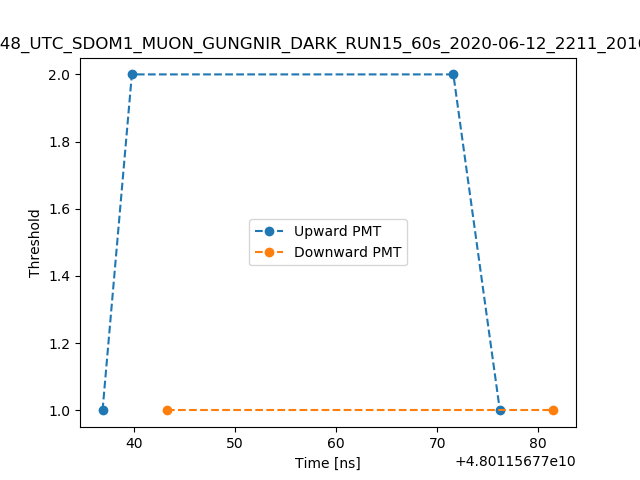 48_UTC_SDOM1_MUON_GUNGNIR_DARK_RUN15_60s_2020-06-12_2211_2016
2.0
1.8
1.6
1.4
1.2
1.0
Threshold
Upward PMT
Downward PMT
40 50 60 70 80
Time [ns]
+4.80115677e10